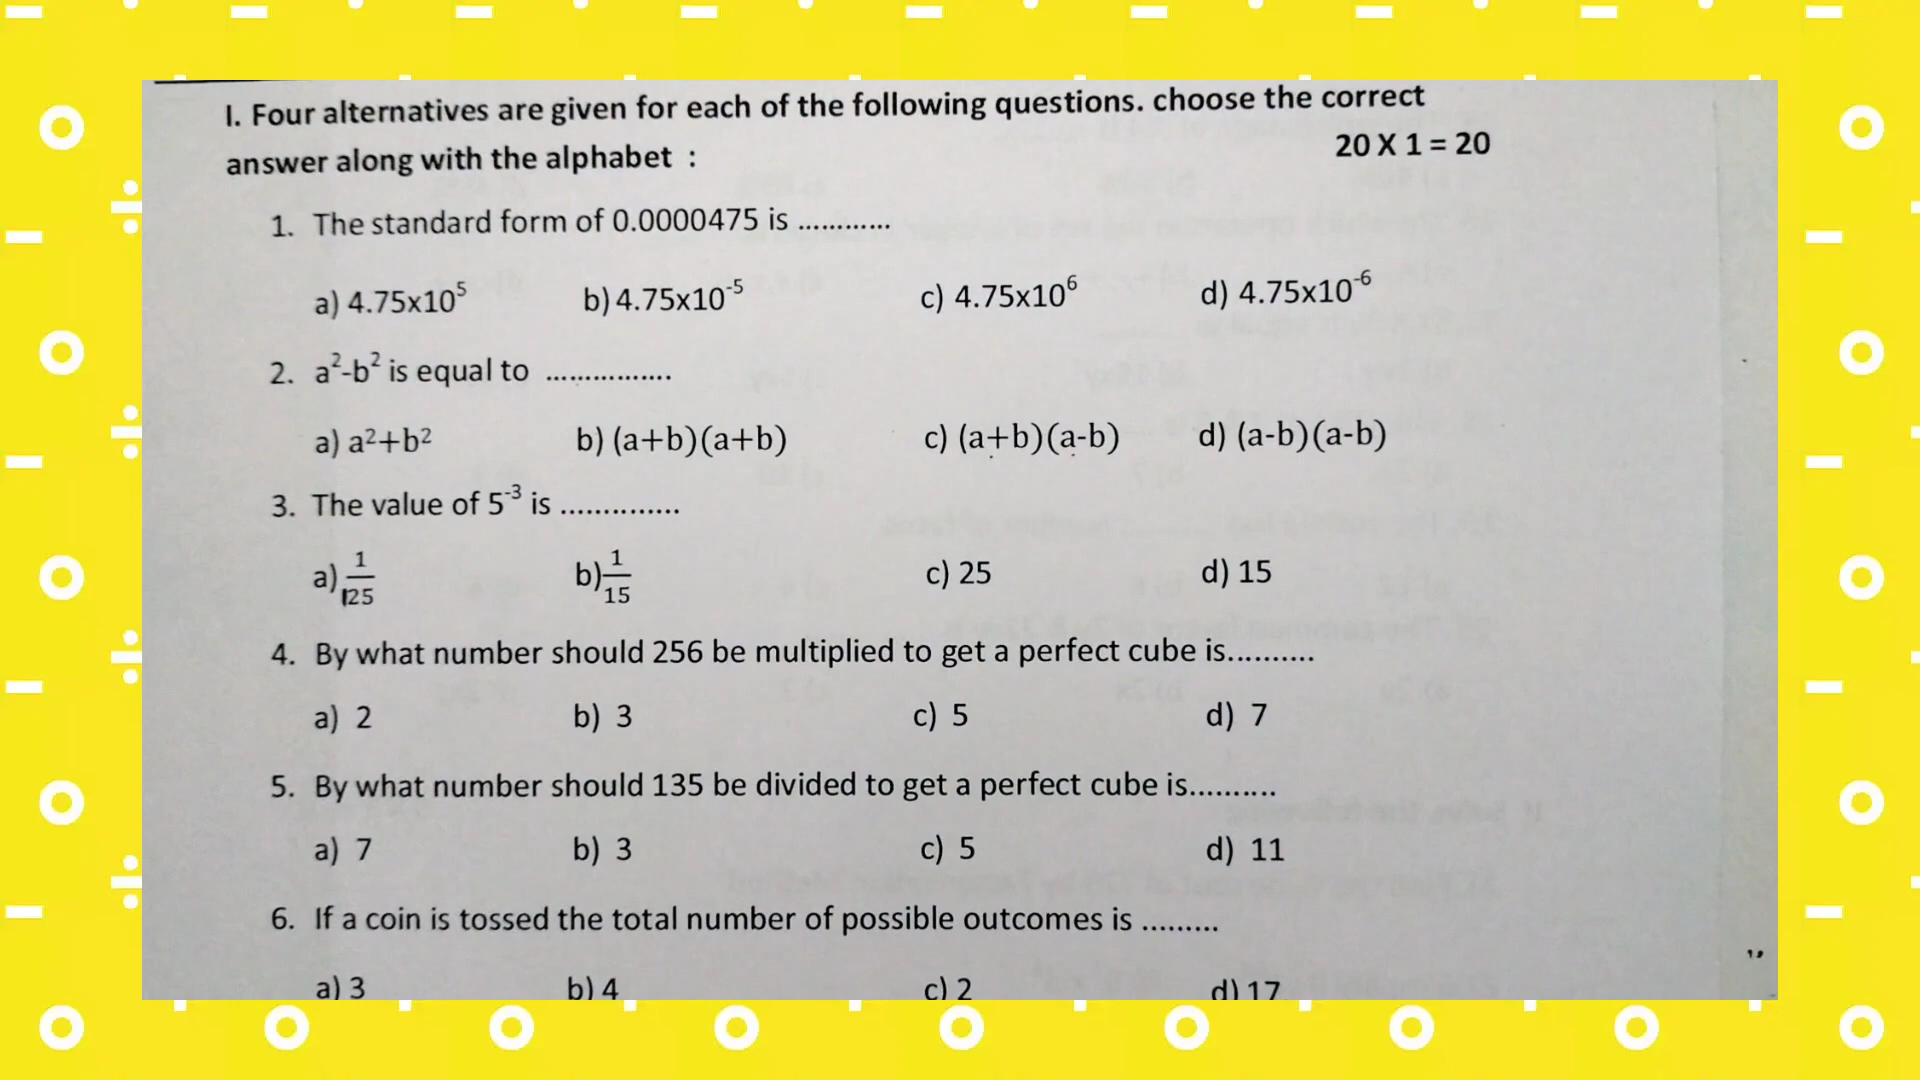 I. Four alternatives are given for each of the following questions. choose the correct
answer along with the alphabet : 20 X 1 = 20
1. The standard form of 0.0000475 is ............
a) 4.75x10⁵ b) 4.75x10⁻⁵ c) 4.75x10⁶ d) 4.75x10⁻⁶
2. a²-b² is equal to ...............
a) a²+b² b) (a+b)(a+b) c) (a+b)(a-b) d) (a-b)(a-b)
3. The value of 5⁻³ is ..............
a) 1/125 b) 1/15 c) 25 d) 15
4. By what number should 256 be multiplied to get a perfect cube is..........
a) 2 b) 3 c) 5 d) 7
5. By what number should 135 be divided to get a perfect cube is..........
a) 7 b) 3 c) 5 d) 11
6. If a coin is tossed the total number of possible outcomes is .........
a) 3 b) 4 c) 2 d) 17